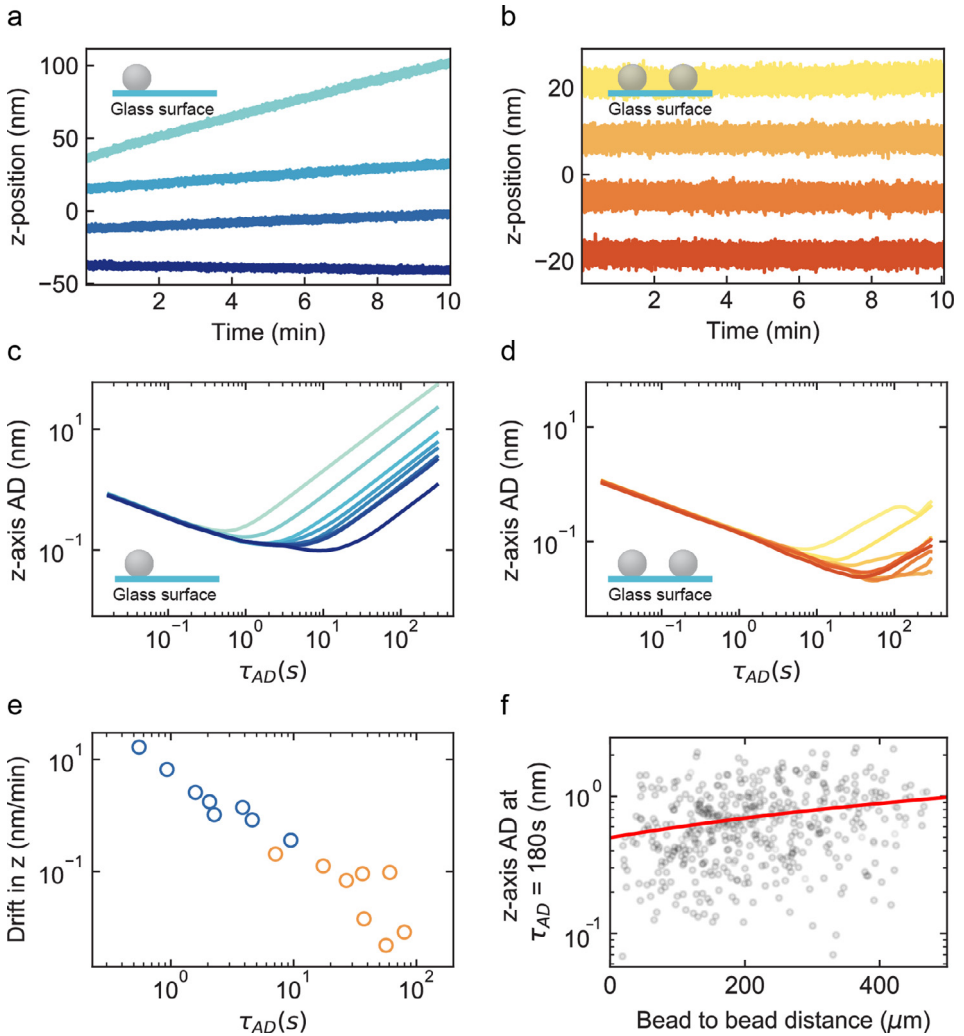 a
z-position (nm)
100
50
0
−50
Glass surface
2
4
6
8
10
Time (min)
b
z-position (nm)
20
0
−20
Glass surface
2
4
6
8
10
Time (min)
c
z-axis AD (nm)
10¹
10⁻¹
Glass surface
10⁻¹
10⁰
10¹
10²
τAD(s)
d
z-axis AD (nm)
10¹
10⁻¹
Glass surface
10⁻¹
10⁰
10¹
10²
τAD(s)
e
Drift in z (nm/min)
10¹
10⁻¹
10⁰
10¹
10²
τAD(s)
f
z-axis AD at
τAD = 180s (nm)
10⁰
10⁻¹
0
200
400
Bead to bead distance (μm)